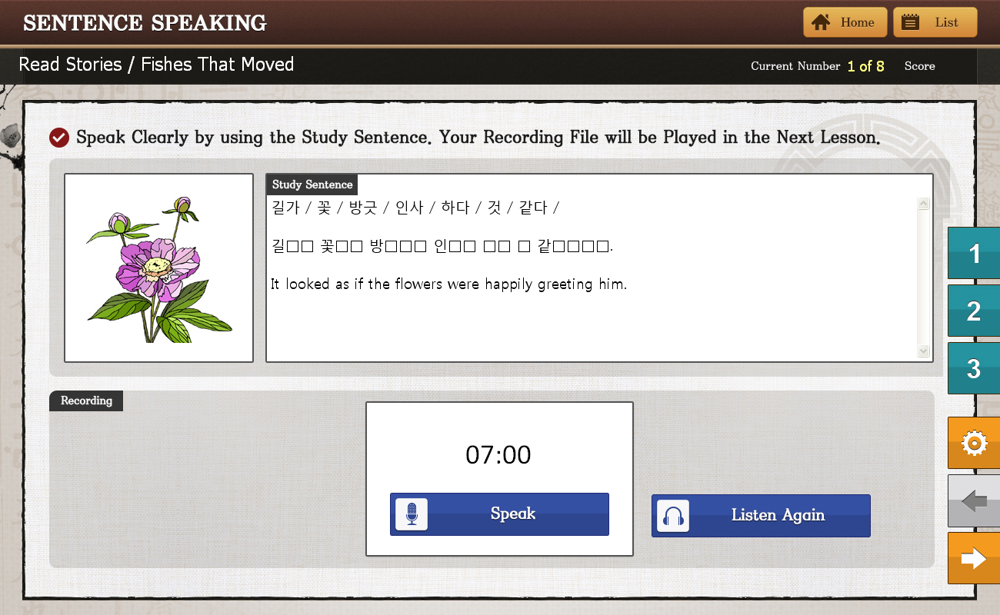 SENTENCE SPEAKING
Home
List
Read Stories / Fishes That Moved
Current Number 1 of 8 Score
Speak Clearly by using the Study Sentence. Your Recording File will be Played in the Next Lesson.
Study Sentence
길가 / 꽃 / 방긋 / 인사 / 하다 / 것 / 같다 /
길□□ 꽃□□ 방□□□ 인□□ □□ □ 같□□□□.
It looked as if the flowers were happily greeting him.
1
2
3
Recording
07:00
Speak
Listen Again